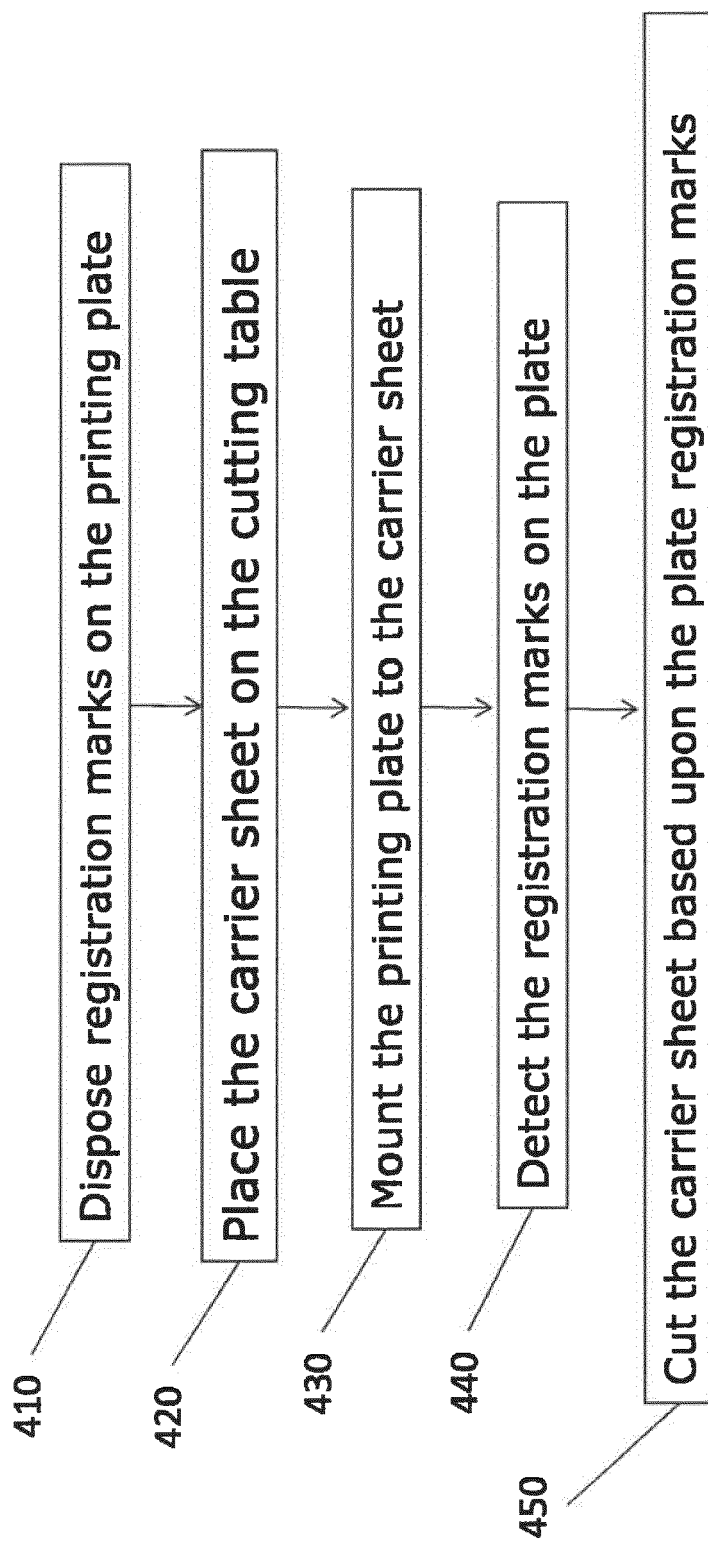 410
Dispose registration marks on the printing plate
420
Place the carrier sheet on the cutting table
430
Mount the printing plate to the carrier sheet
440
Detect the registration marks on the plate
450
Cut the carrier sheet based upon the plate registration marks